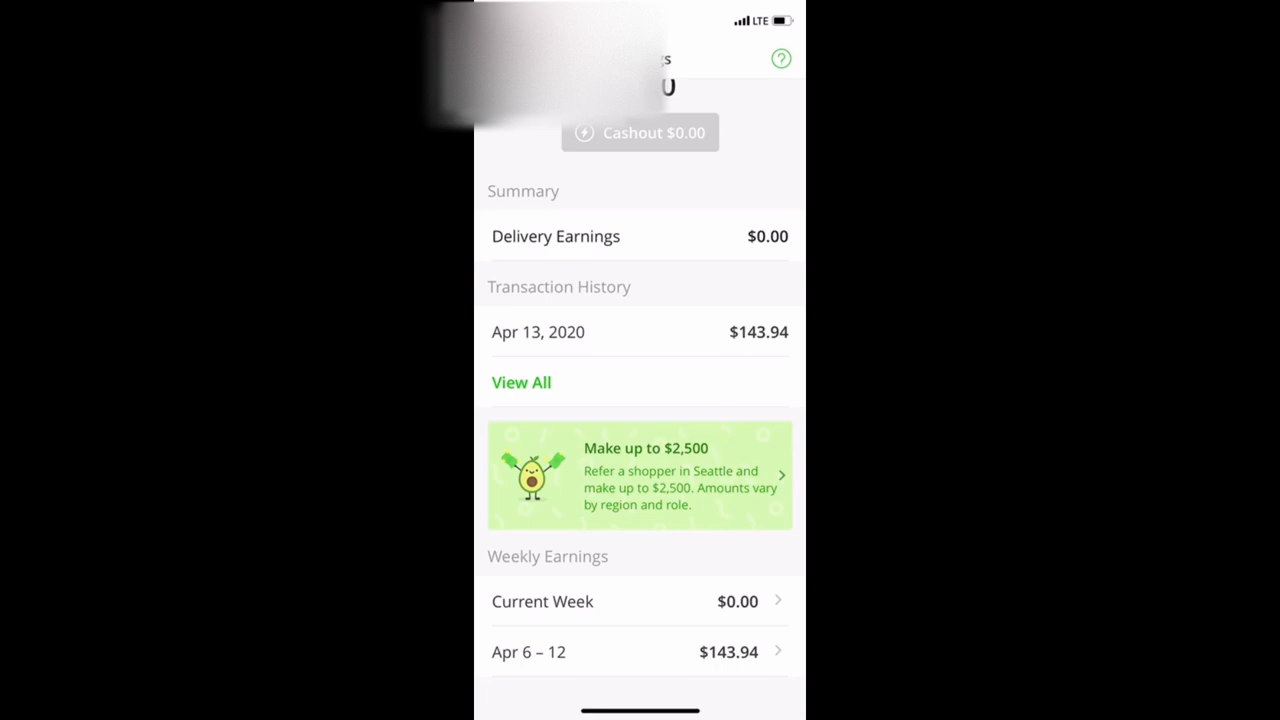 LTE
Cashout $0.00
Summary
Delivery Earnings $0.00
Transaction History
Apr 13, 2020 $143.94
View All
Make up to $2,500
Refer a shopper in Seattle and
make up to $2,500. Amounts vary
by region and role.
Weekly Earnings
Current Week $0.00
Apr 6 – 12 $143.94